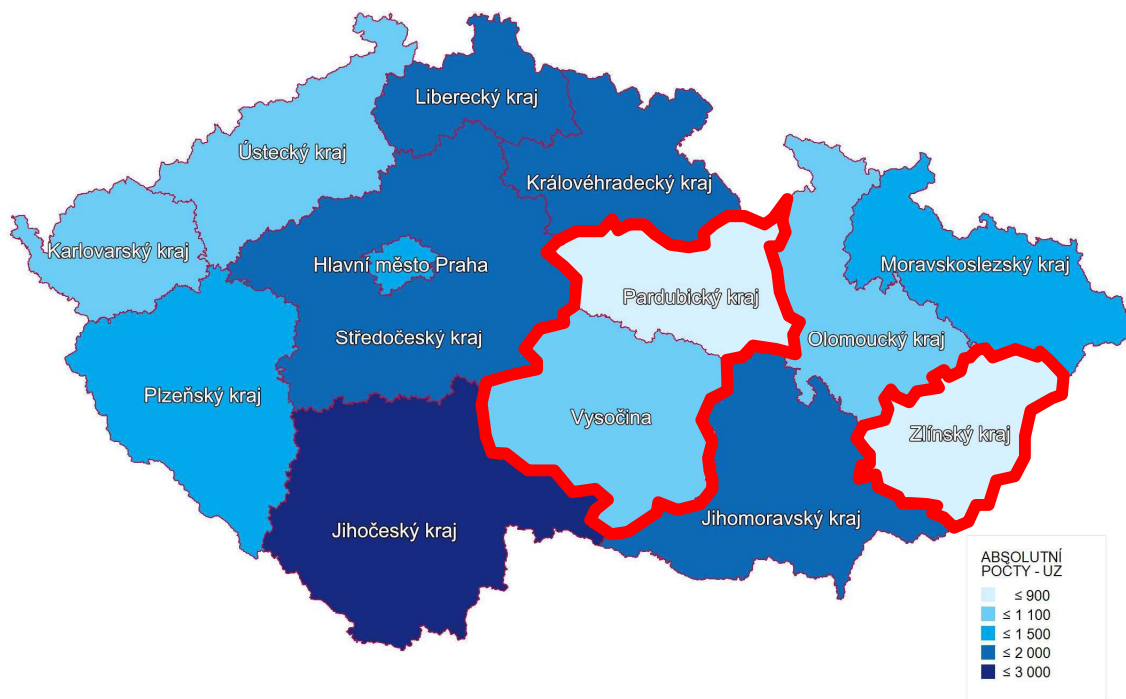 Liberecký kraj
Ústecký kraj
Královéhradecký kraj
Karlovarský kraj
Hlavní město Praha
Moravskoslezský kraj
Pardubický kraj
Středočeský kraj
Olomoucký kraj
Plzeňský kraj
Vysočina
Zlínský kraj
Jihočeský kraj
Jihomoravský kraj
ABSOLUTNÍ
POČTY - UZ
≤ 900
≤ 1 100
≤ 1 500
≤ 2 000
≤ 3 000